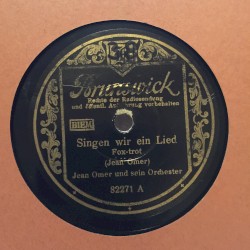 Brunswick
Rechte der Radiosendung
und öffentl. Aufführung vorbehalten
BIEM
Singen wir ein Lied
Fox-trot
(Jean Omer)
Jean Omer und sein Orchester
82271 A